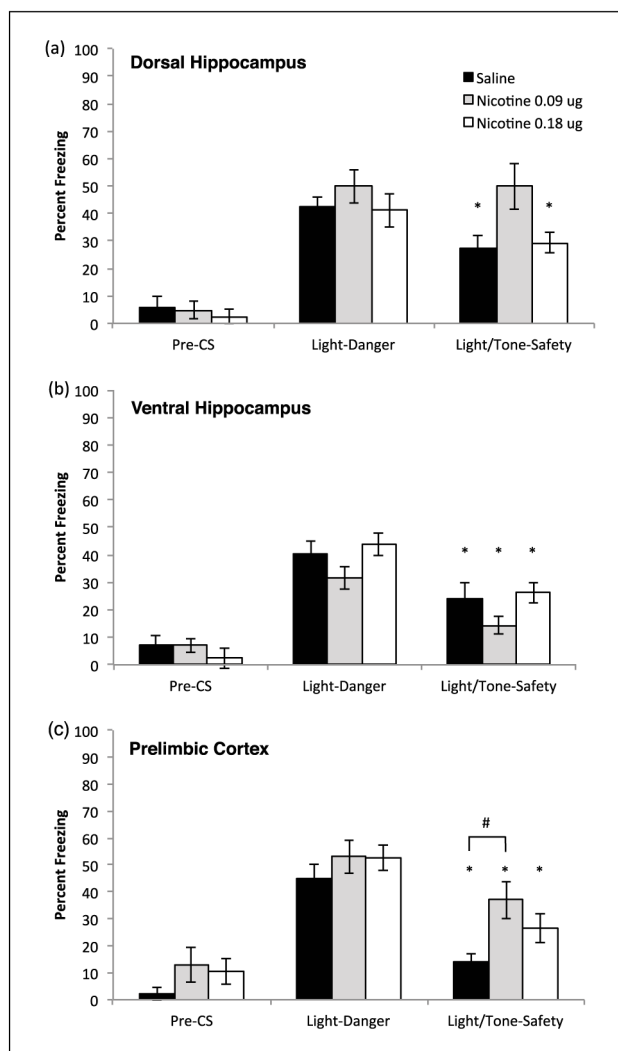 (a)
Dorsal Hippocampus
Saline
Nicotine 0.09 ug
Nicotine 0.18 ug
Percent Freezing
100
90
80
70
60
50
40
30
20
10
0
* *
Pre-CS Light-Danger Light/Tone-Safety
(b)
Ventral Hippocampus
Percent Freezing
100
90
80
70
60
50
40
30
20
10
0
* * *
Pre-CS Light-Danger Light/Tone-Safety
(c)
Prelimbic Cortex
Percent Freezing
100
90
80
70
60
50
40
30
20
10
0
#
* * *
Pre-CS Light-Danger Light/Tone-Safety